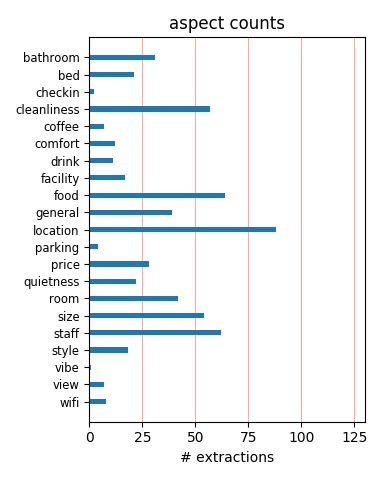 aspect counts
bathroom
bed
checkin
cleanliness
coffee
comfort
drink
facility
food
general
location
parking
price
quietness
room
size
staff
style
vibe
view
wifi
0 25 50 75 100 125
# extractions